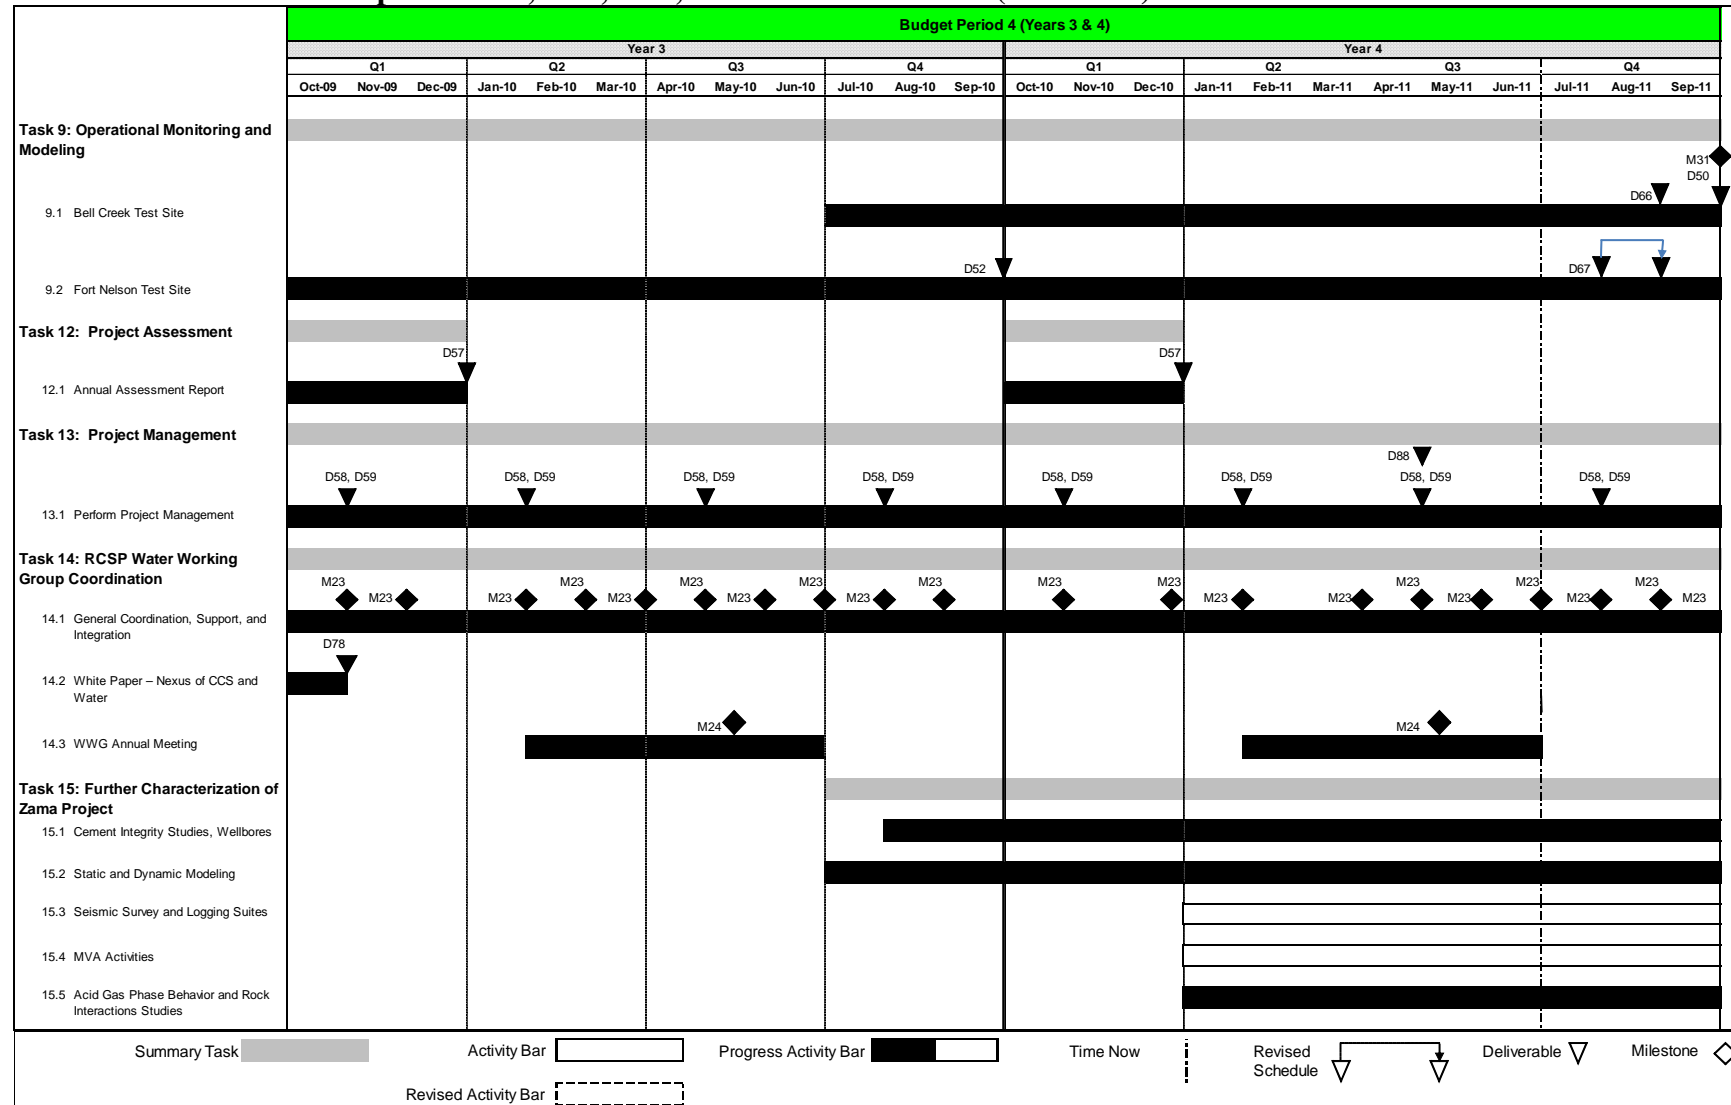 Budget Period 4 (Years 3 & 4)
Year 3 Year 4
Q1 Q2 Q3 Q4 Q1 Q2 Q3 Q4
Oct-09 Nov-09 Dec-09 Jan-10 Feb-10 Mar-10 Apr-10 May-10 Jun-10 Jul-10 Aug-10 Sep-10 Oct-10 Nov-10 Dec-10 Jan-11 Feb-11 Mar-11 Apr-11 May-11 Jun-11 Jul-11 Aug-11 Sep-11
Task 9: Operational Monitoring and
Modeling
M31
D50
D66
9.1 Bell Creek Test Site
D52 D67
9.2 Fort Nelson Test Site
Task 12: Project Assessment
D57 D57
12.1 Annual Assessment Report
Task 13: Project Management
D88
D58, D59 D58, D59 D58, D59 D58, D59 D58, D59 D58, D59 D58, D59 D58, D59
13.1 Perform Project Management
Task 14: RCSP Water Working
Group Coordination
M23 M23 M23 M23 M23 M23 M23 M23 M23 M23
M23 M23 M23 M23 M23 M23 M23 M23 M23 M23
14.1 General Coordination, Support, and
Integration
D78
14.2 White Paper – Nexus of CCS and
Water
M24 M24
14.3 WWG Annual Meeting
Task 15: Further Characterization of
Zama Project
15.1 Cement Integrity Studies, Wellbores
15.2 Static and Dynamic Modeling
15.3 Seismic Survey and Logging Suites
15.4 MVA Activities
15.5 Acid Gas Phase Behavior and Rock
Interactions Studies
Summary Task Activity Bar Progress Activity Bar Time Now Revised Deliverable Milestone
Schedule
Revised Activity Bar